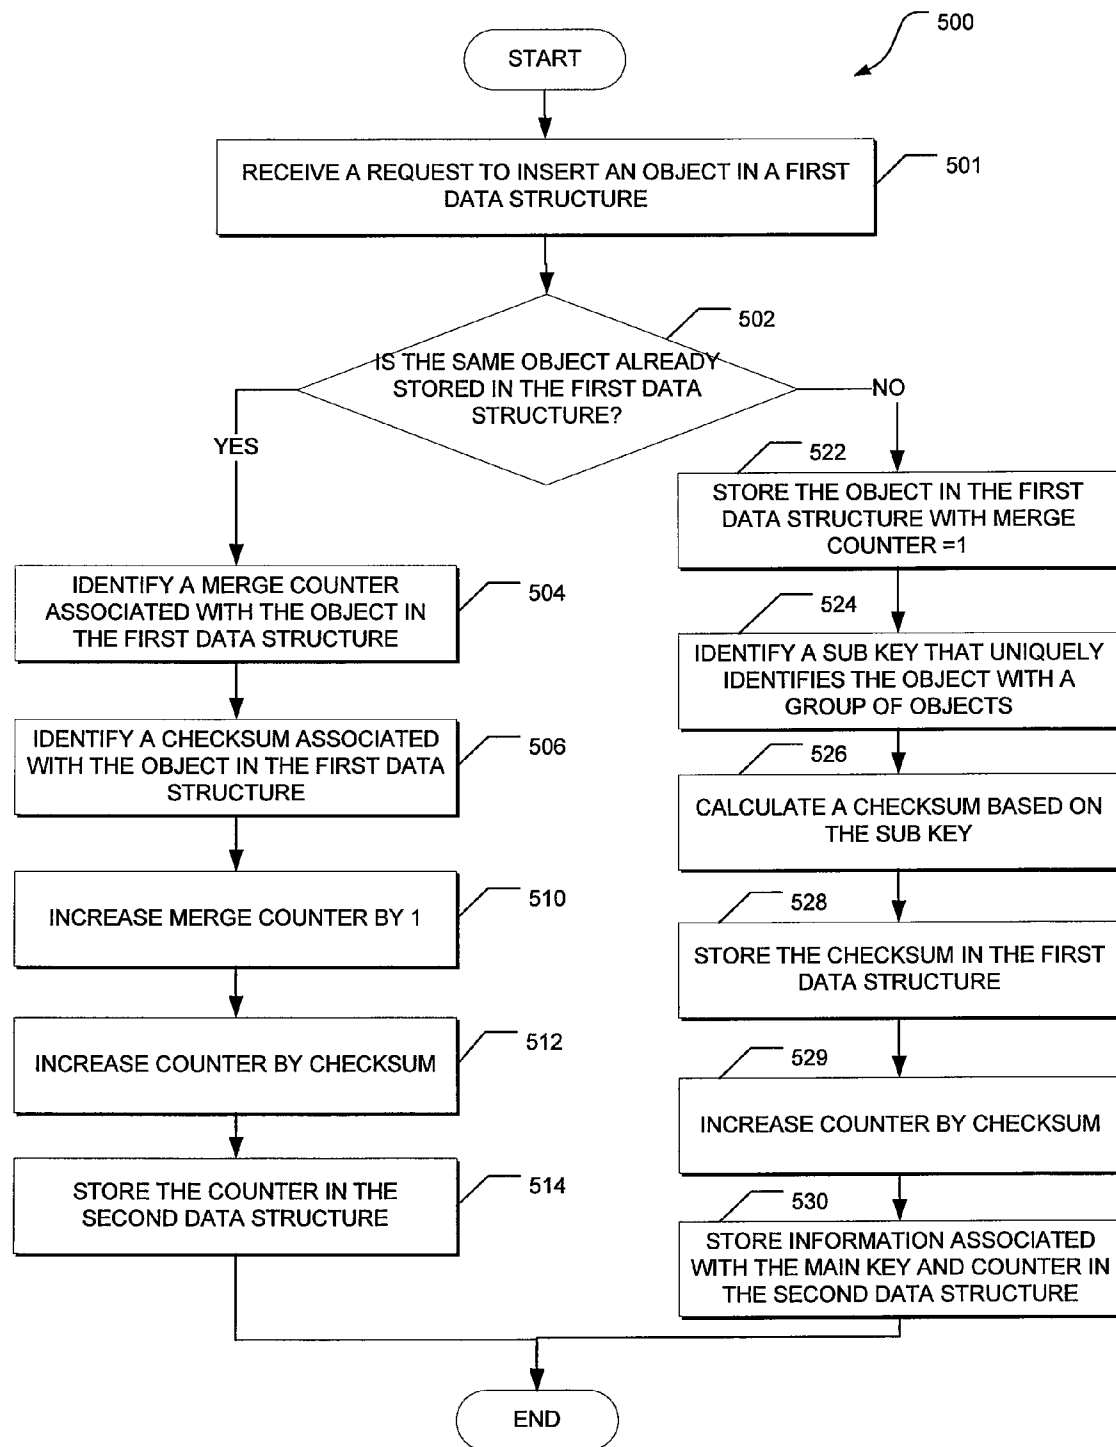 500
START
RECEIVE A REQUEST TO INSERT AN OBJECT IN A FIRST
DATA STRUCTURE
501
502
IS THE SAME OBJECT ALREADY
STORED IN THE FIRST DATA
STRUCTURE?
YES
NO
504
IDENTIFY A MERGE COUNTER
ASSOCIATED WITH THE OBJECT IN
THE FIRST DATA STRUCTURE
506
IDENTIFY A CHECKSUM ASSOCIATED
WITH THE OBJECT IN THE FIRST DATA
STRUCTURE
510
INCREASE MERGE COUNTER BY 1
512
INCREASE COUNTER BY CHECKSUM
514
STORE THE COUNTER IN THE
SECOND DATA STRUCTURE
522
STORE THE OBJECT IN THE FIRST
DATA STRUCTURE WITH MERGE
COUNTER =1
524
IDENTIFY A SUB KEY THAT UNIQUELY
IDENTIFIES THE OBJECT WITH A
GROUP OF OBJECTS
526
CALCULATE A CHECKSUM BASED ON
THE SUB KEY
528
STORE THE CHECKSUM IN THE FIRST
DATA STRUCTURE
529
INCREASE COUNTER BY CHECKSUM
530
STORE INFORMATION ASSOCIATED
WITH THE MAIN KEY AND COUNTER IN
THE SECOND DATA STRUCTURE
END